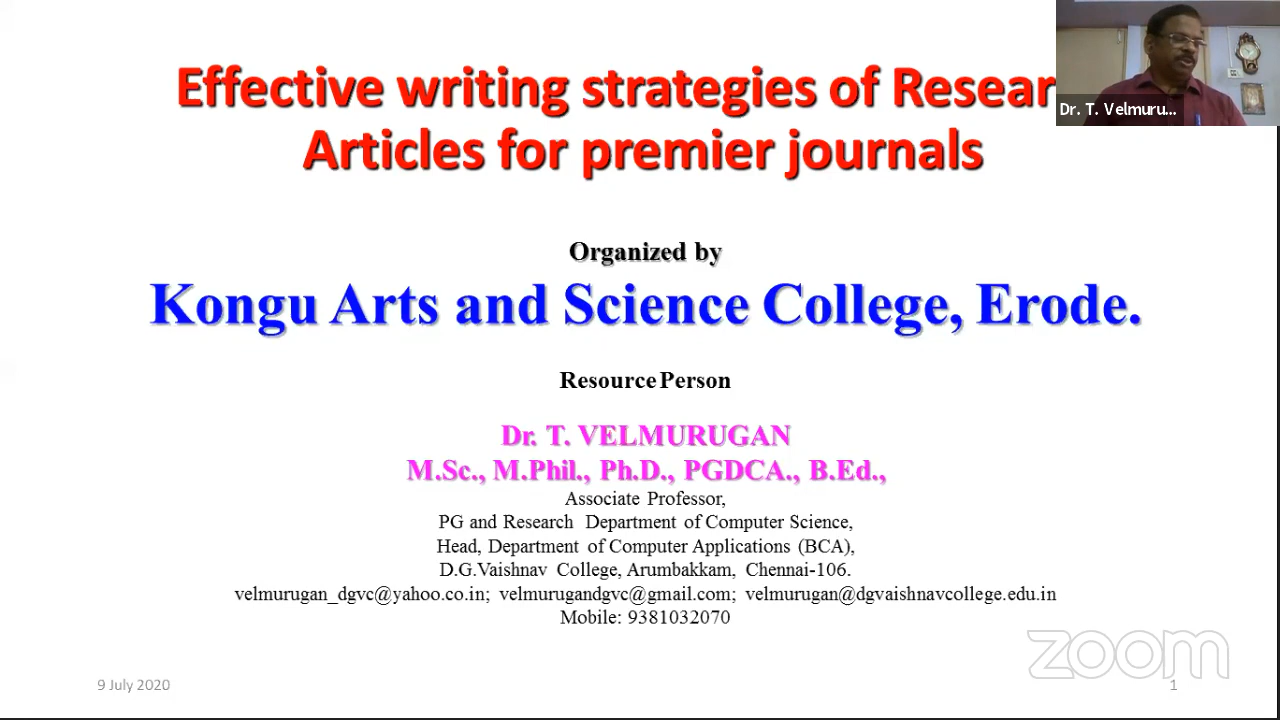 Effective writing strategies of Resear
Articles for premier journals
Dr. T. Velmuru...
Organized by
Kongu Arts and Science College, Erode.
Resource Person
Dr. T. VELMURUGAN
M.Sc., M.Phil., Ph.D., PGDCA., B.Ed.,
Associate Professor,
PG and Research Department of Computer Science,
Head, Department of Computer Applications (BCA),
D.G.Vaishnav College, Arumbakkam, Chennai-106.
velmurugan_dgvc@yahoo.co.in; velmurugandgvc@gmail.com; velmurugan@dgvaishnavcollege.edu.in
Mobile: 9381032070
zoom
9 July 2020
1